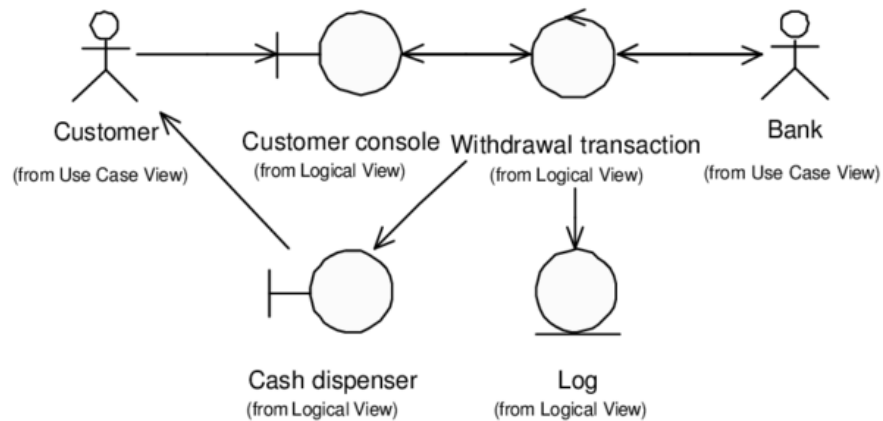 Customer
(from Use Case View)
Customer console
(from Logical View)
Withdrawal transaction
(from Logical View)
Bank
(from Use Case View)
Cash dispenser
(from Logical View)
Log
(from Logical View)